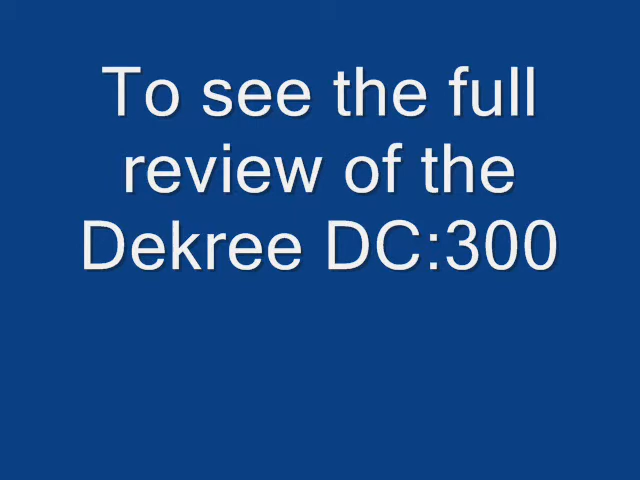 To see the full
review of the
Dekree DC:300